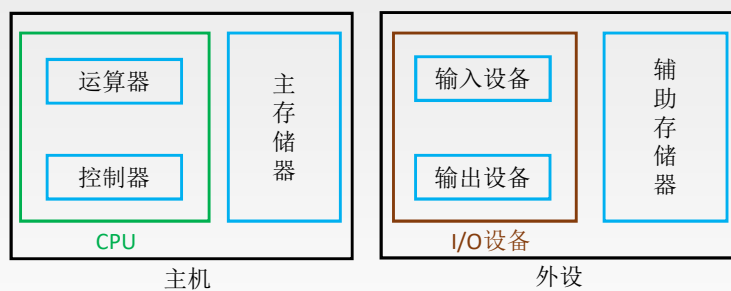 运算器
控制器
CPU
主存储器
主机
输入设备
输出设备
I/O设备
辅助存储器
外设